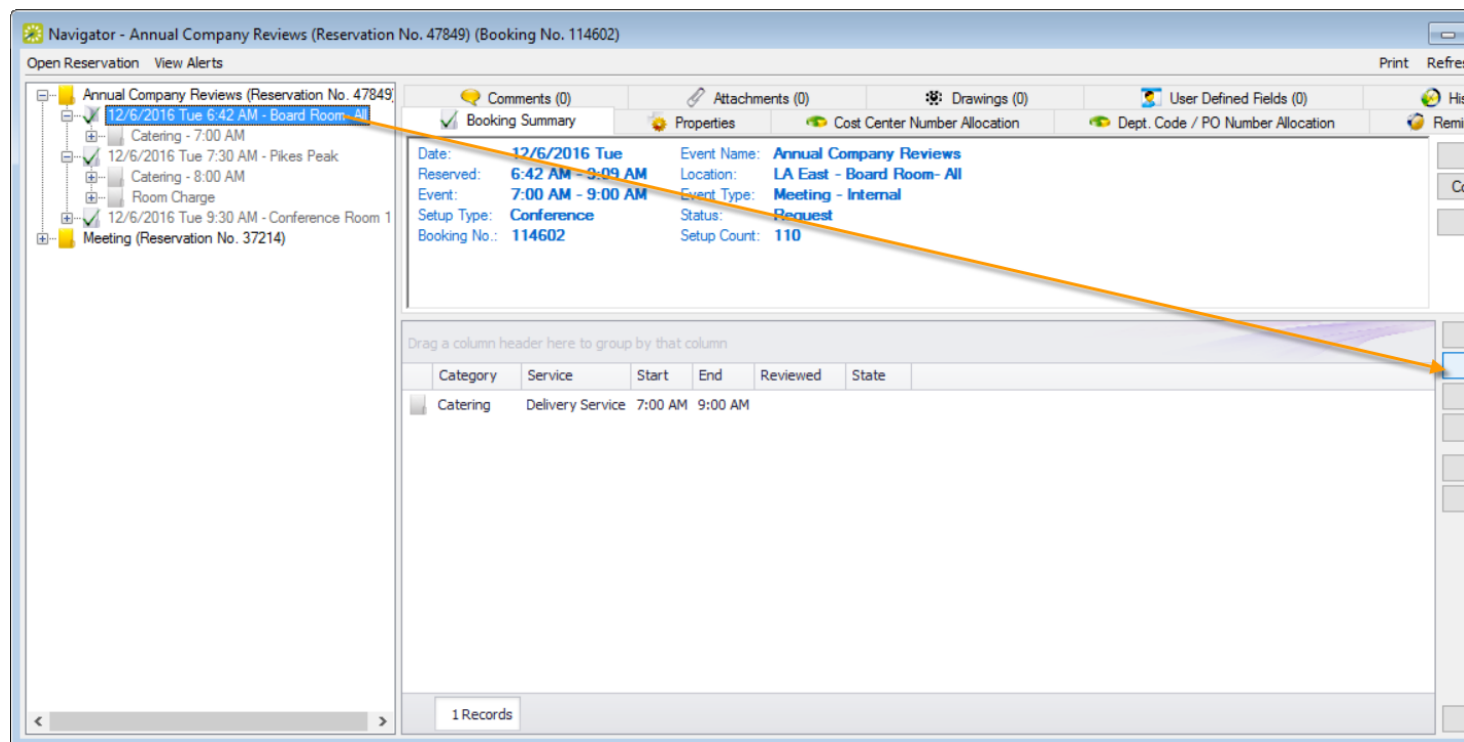 Navigator - Annual Company Reviews (Reservation No. 47849) (Booking No. 114602)
Open Reservation View Alerts Print Refres
Annual Company Reviews (Reservation No. 47849)
12/6/2016 Tue 6:42 AM - Board Room- All
Catering - 7:00 AM
12/6/2016 Tue 7:30 AM - Pikes Peak
Catering - 8:00 AM
Room Charge
12/6/2016 Tue 9:30 AM - Conference Room 1
Meeting (Reservation No. 37214)
Comments (0) Attachments (0) Drawings (0) User Defined Fields (0) His
Booking Summary Properties Cost Center Number Allocation Dept. Code / PO Number Allocation Remi
Date: 12/6/2016 Tue Event Name: Annual Company Reviews
Reserved: 6:42 AM - 9:09 AM Location: LA East - Board Room- All
Event: 7:00 AM - 9:00 AM Event Type: Meeting - Internal
Setup Type: Conference Status: Request
Booking No.: 114602 Setup Count: 110
Co
Drag a column header here to group by that column
Category Service Start End Reviewed State
Catering Delivery Service 7:00 AM 9:00 AM
1 Records